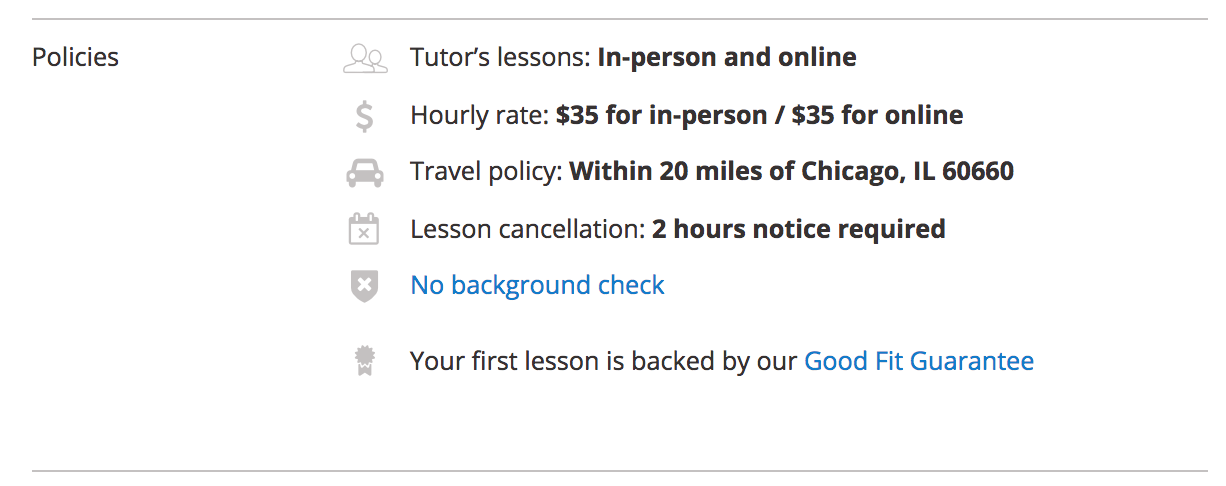 Policies
Tutor’s lessons: In-person and online
Hourly rate: $35 for in-person / $35 for online
Travel policy: Within 20 miles of Chicago, IL 60660
Lesson cancellation: 2 hours notice required
No background check
Your first lesson is backed by our Good Fit Guarantee